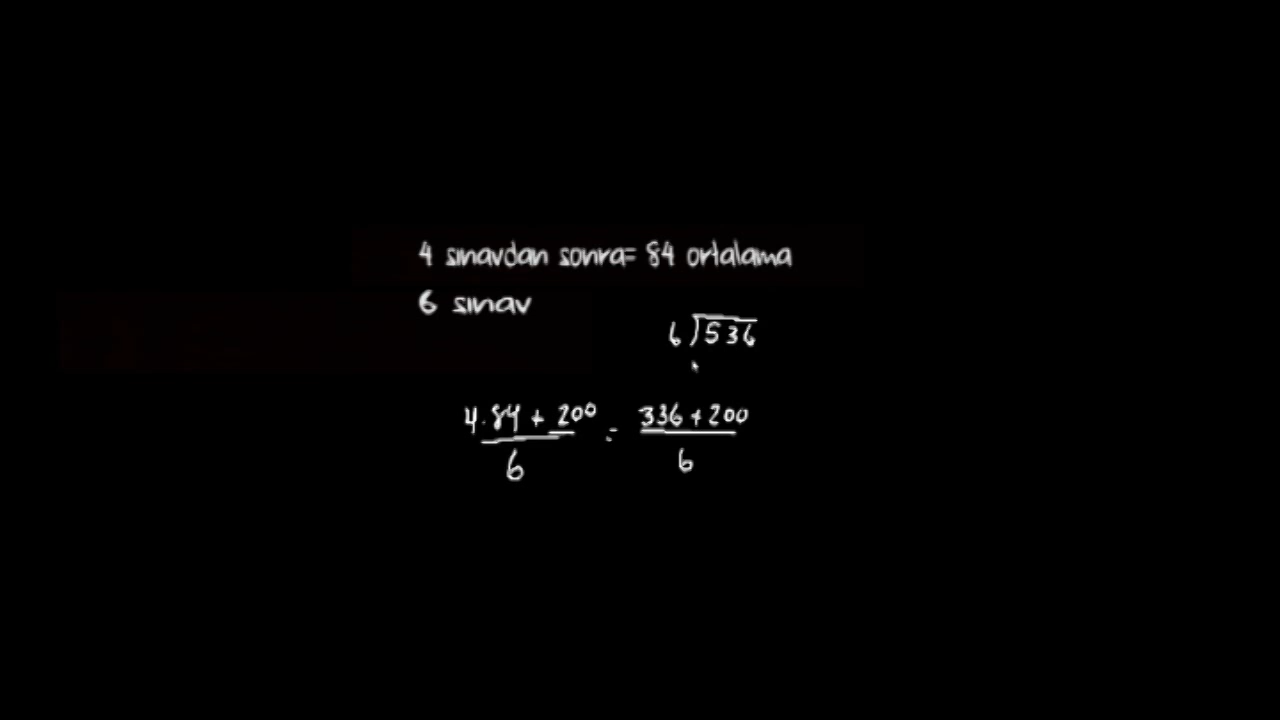 4 sınavdan sonra= 84 ortalama
6 sınav
6)536
4.84 + 200 / 6 = 336 + 200 / 6